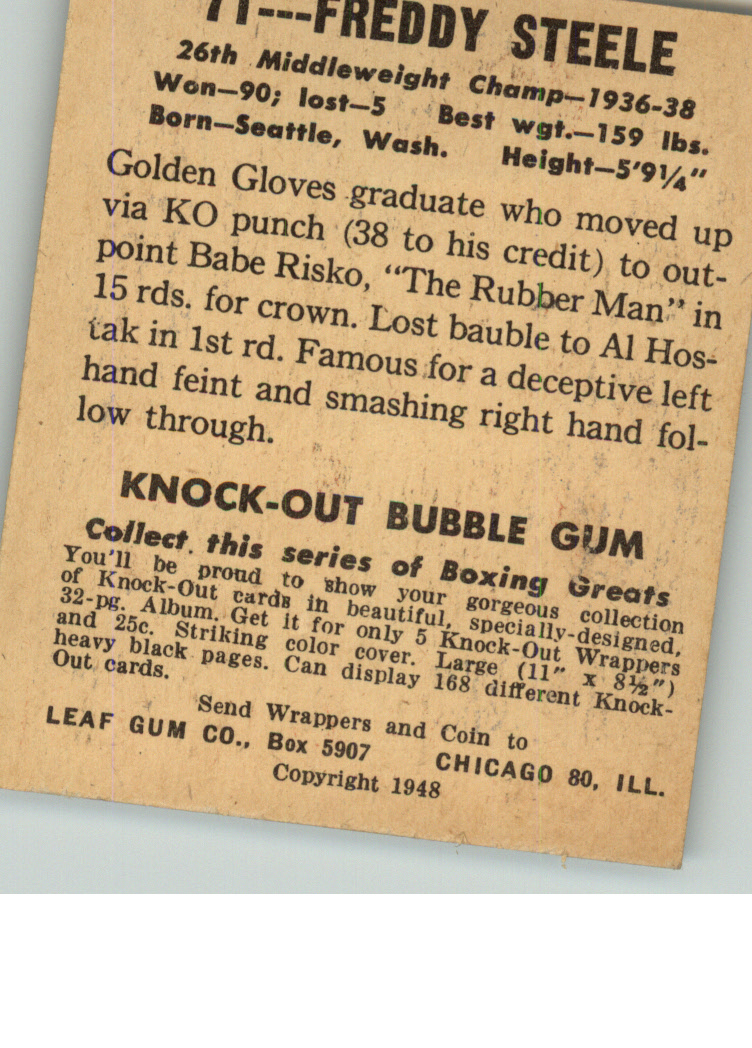 71---FREDDY STEELE
26th Middleweight Champ—1936-38
Won—90; lost—5 Best wgt.—159 lbs.
Born—Seattle, Wash. Height—5'9¼"
Golden Gloves graduate who moved up
via KO punch (38 to his credit) to out-
point Babe Risko, "The Rubber Man" in
15 rds. for crown. Lost bauble to Al Hos-
tak in 1st rd. Famous for a deceptive left
hand feint and smashing right hand fol-
low through.
KNOCK-OUT BUBBLE GUM
Collect this series of Boxing Greats
You'll be proud to show your gorgeous collection
of Knock-Out cards in beautiful, specially-designed,
32-pg. Album. Get it for only 5 Knock-Out Wrappers
and 25c. Striking color cover. Large (11" x 8½")
heavy black pages. Can display 168 different Knock-
Out cards.
Send Wrappers and Coin to
LEAF GUM CO., Box 5907 CHICAGO 80, ILL.
Copyright 1948